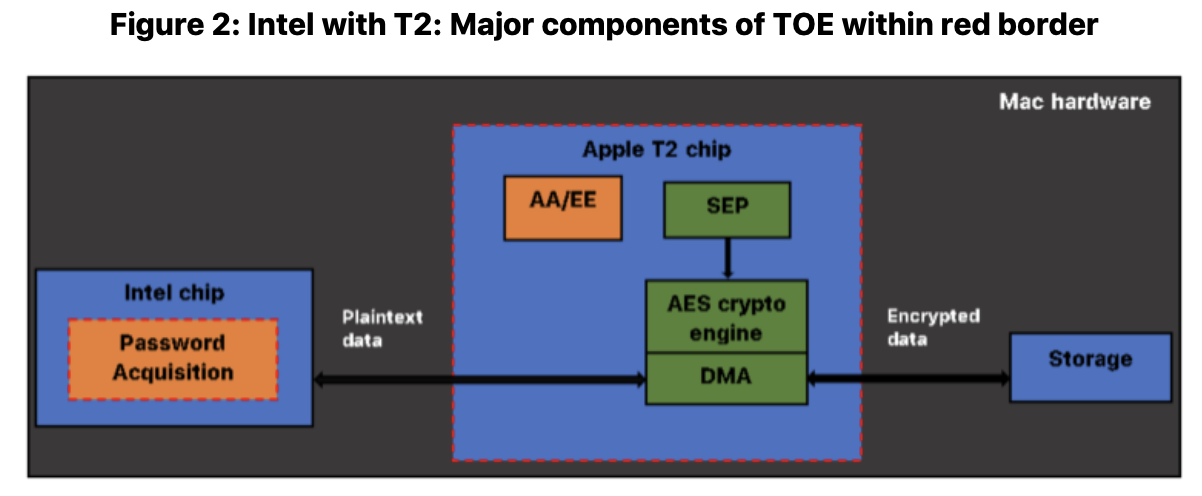 Figure 2: Intel with T2: Major components of TOE within red border
Mac hardware
Apple T2 chip
AA/EE
SEP
Intel chip
Password
Acquisition
Plaintext
data
AES crypto
engine
DMA
Encrypted
data
Storage